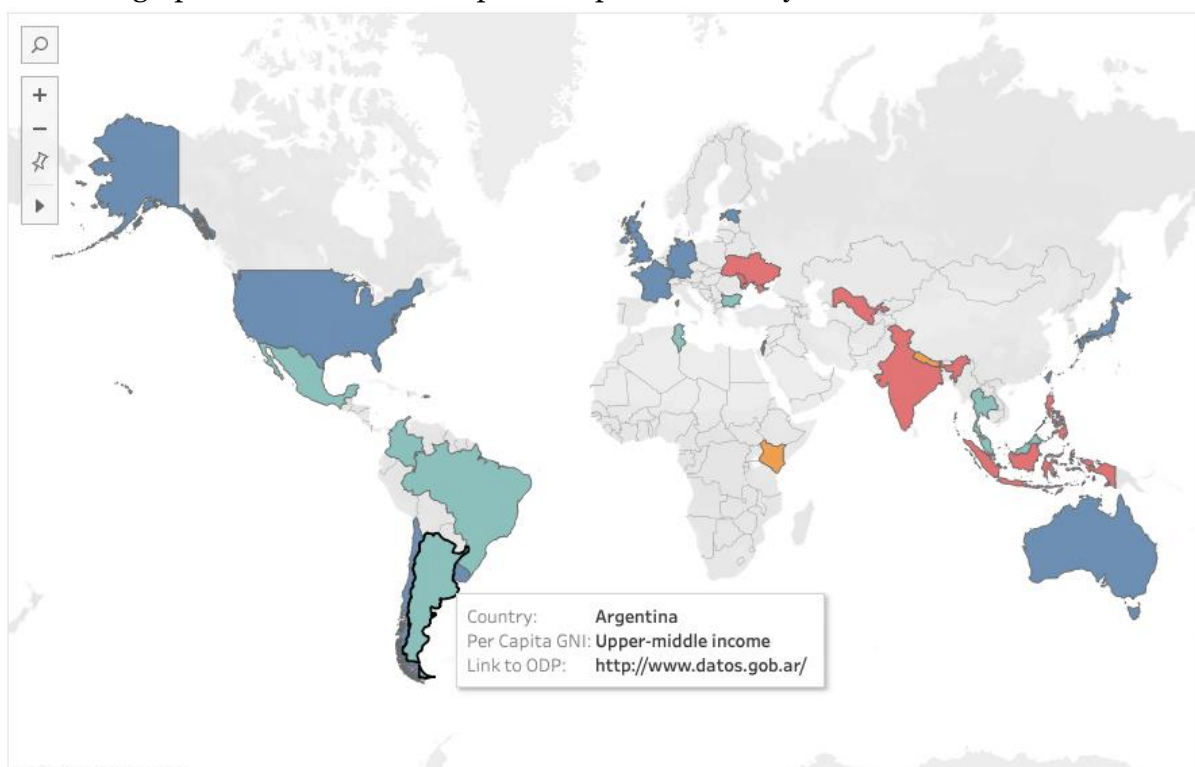 Country: Argentina
Per Capita GNI: Upper-middle income
Link to ODP: http://www.datos.gob.ar/